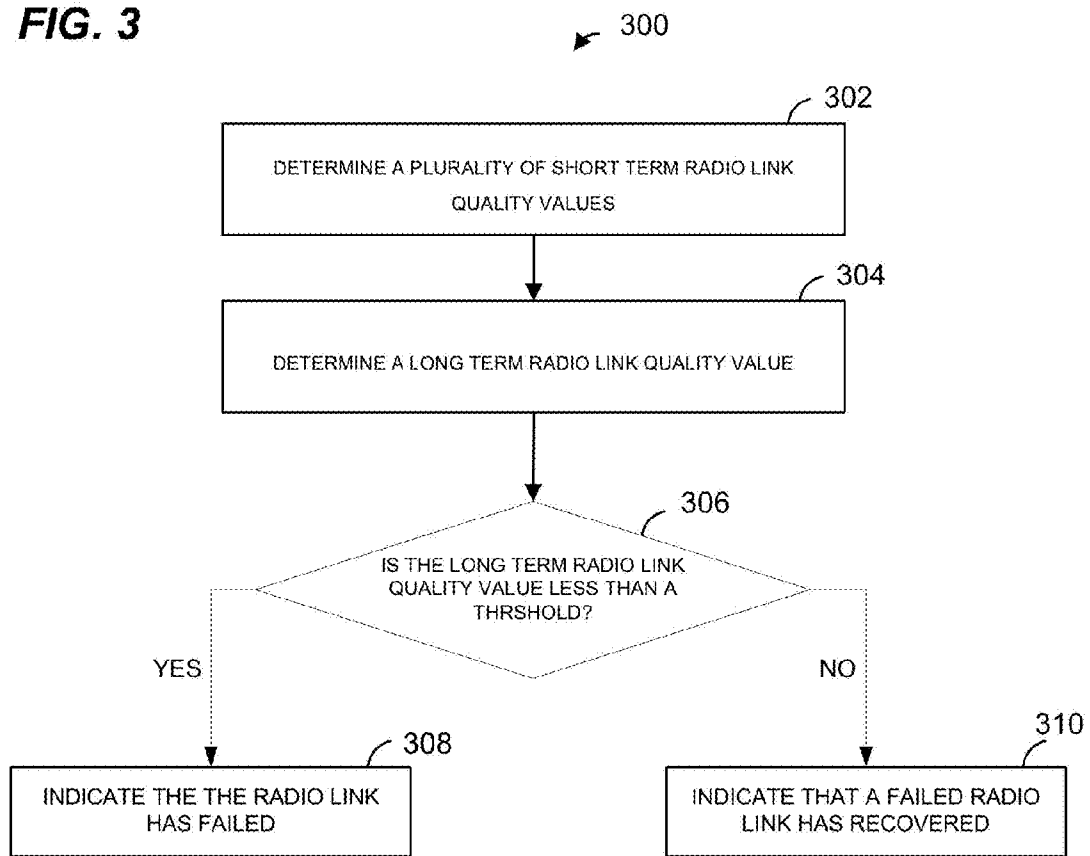 FIG. 3
300
302
DETERMINE A PLURALITY OF SHORT TERM RADIO LINK
QUALITY VALUES
304
DETERMINE A LONG TERM RADIO LINK QUALITY VALUE
306
IS THE LONG TERM RADIO LINK
QUALITY VALUE LESS THAN A
THRSHOLD?
YES
NO
308
INDICATE THE THE RADIO LINK
HAS FAILED
310
INDICATE THAT A FAILED RADIO
LINK HAS RECOVERED